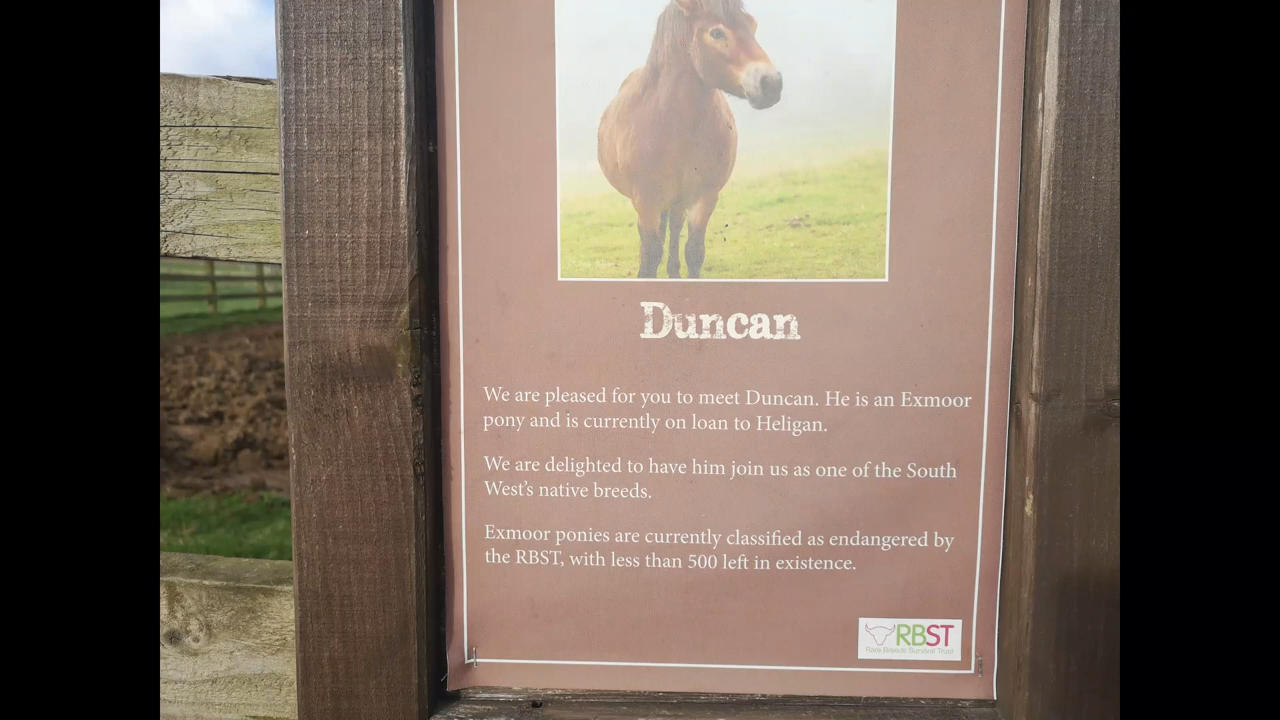 Duncan
We are pleased for you to meet Duncan. He is an Exmoor
pony and is currently on loan to Heligan.
We are delighted to have him join us as one of the South
West's native breeds.
Exmoor ponies are currently classified as endangered by
the RBST, with less than 500 left in existence.
RBST
Rare Breeds Survival Trust